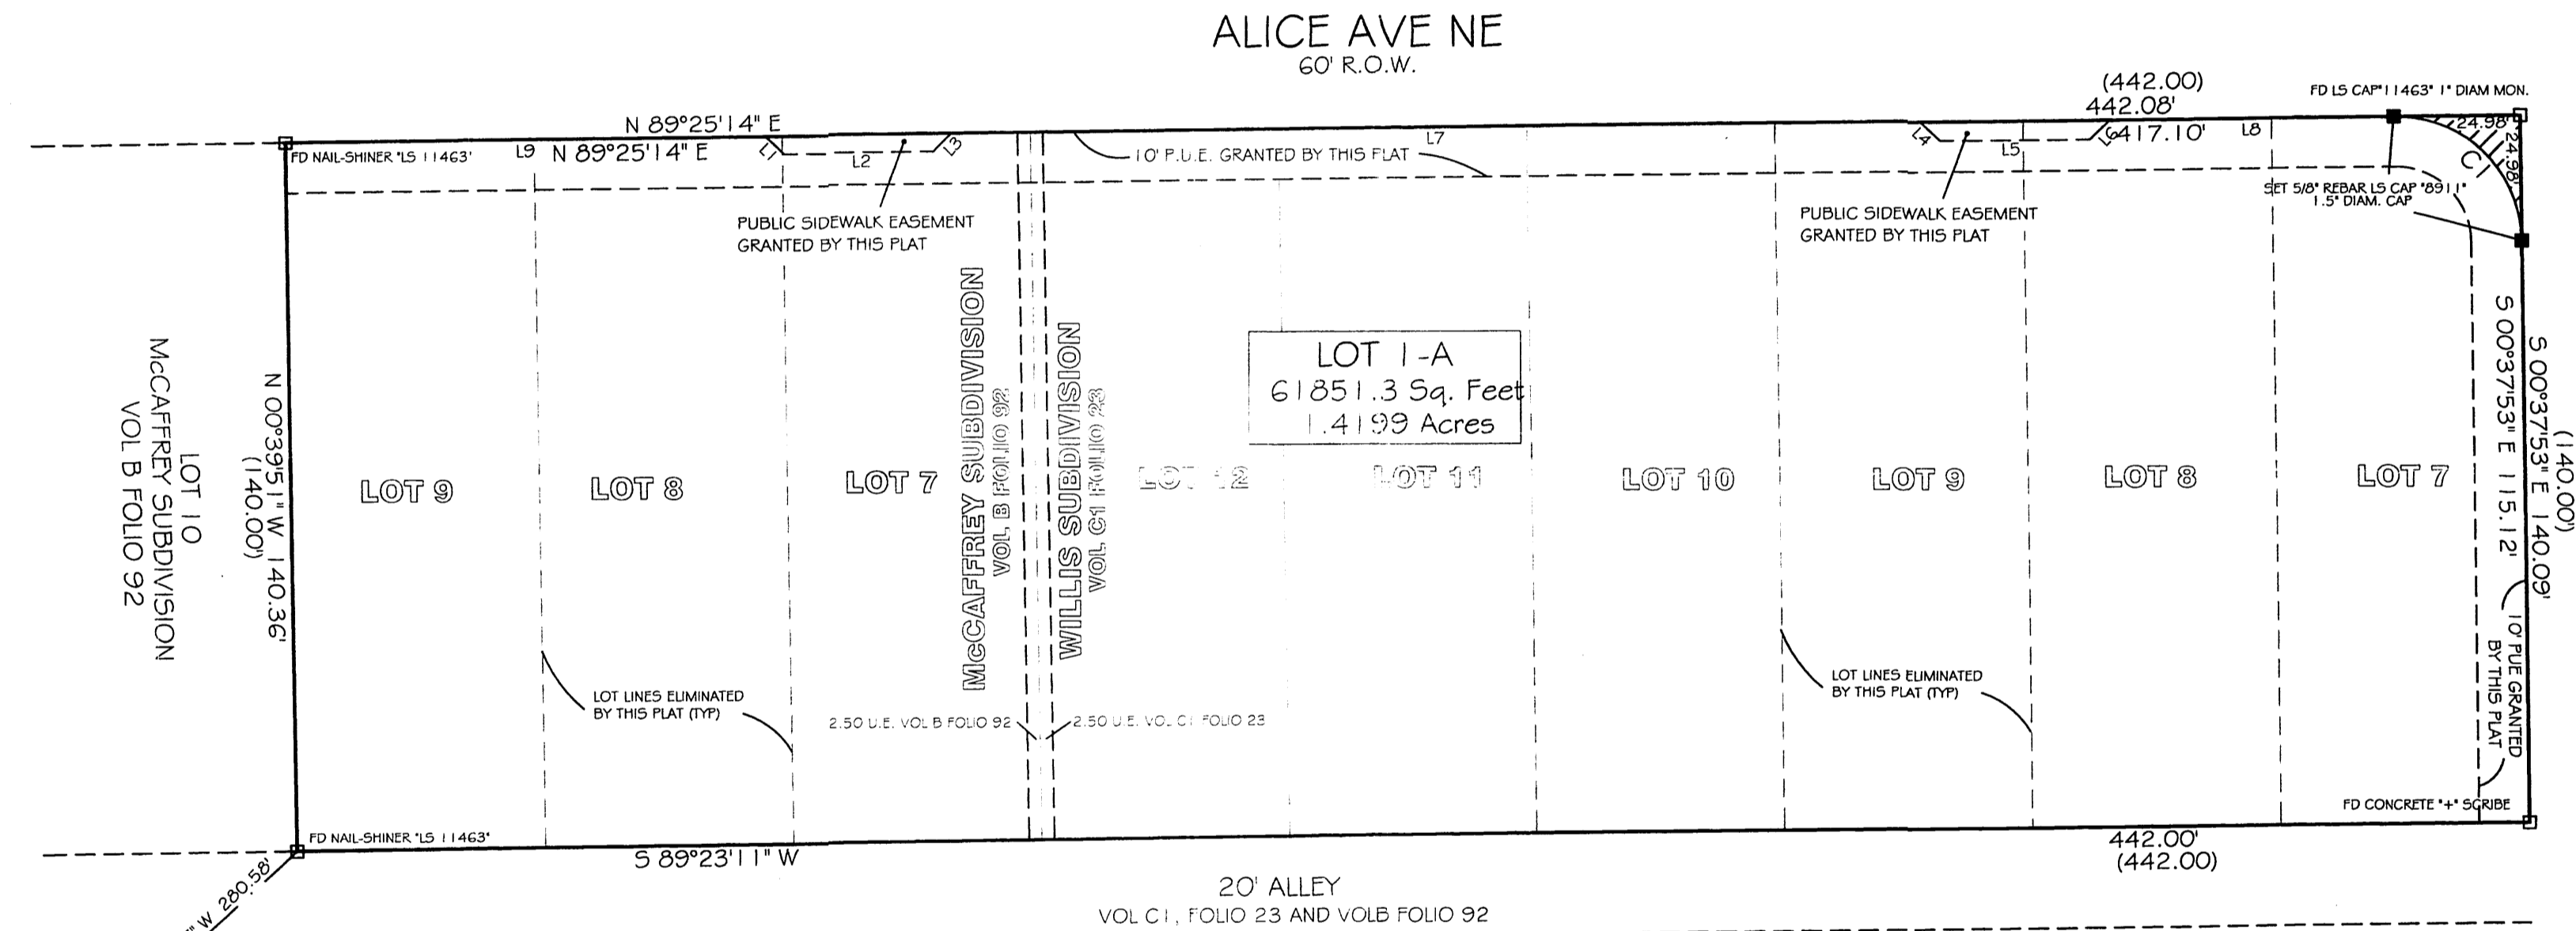 ALICE AVE NE
60' R.O.W.
(442.00)
442.08'
FD LS CAP"11463" 1" DIAM MON.
N 89°25'14" E
FD NAIL-SHINER "LS 11463'
L9
N 89°25'14" E
L1
L2
L3
10' P.U.E. GRANTED BY THIS PLAT
L7
L4
L5
L6
417.10'
L8
24.98'
24.98'
C1
SET 5/8" REBAR LS CAP "8911"
1.5" DIAM. CAP
PUBLIC SIDEWALK EASEMENT
GRANTED BY THIS PLAT
PUBLIC SIDEWALK EASEMENT
GRANTED BY THIS PLAT
LOT 10
McCAFFREY SUBDIVISION
VOL B FOLIO 92
N 00°39'51" W 140.36'
(140.00')
McCAFFREY SUBDIVISION
VOL B FOLIO 92
WILLIS SUBDIVISION
VOL C1 FOLIO 23
LOT 1-A
61851.3 Sq. Feet
1.4199 Acres
LOT 9
LOT 8
LOT 7
LOT 12
LOT 11
LOT 10
LOT 9
LOT 8
LOT 7
S 00°37'53" E 115.12'
S 00°37'53" E 140.09'
(140.00')
10' PUE GRANTED
BY THIS PLAT
LOT LINES ELIMINATED
BY THIS PLAT (TYP)
LOT LINES ELIMINATED
BY THIS PLAT (TYP)
2.50 U.E. VOL B FOLIO 92
2.50 U.E. VOL C1 FOLIO 23
FD CONCRETE "+" SCRIBE
FD NAIL-SHINER "LS 11463"
S 89°23'11" W
442.00'
(442.00)
" W 280.58'
20' ALLEY
VOL C1, FOLIO 23 AND VOLB FOLIO 92